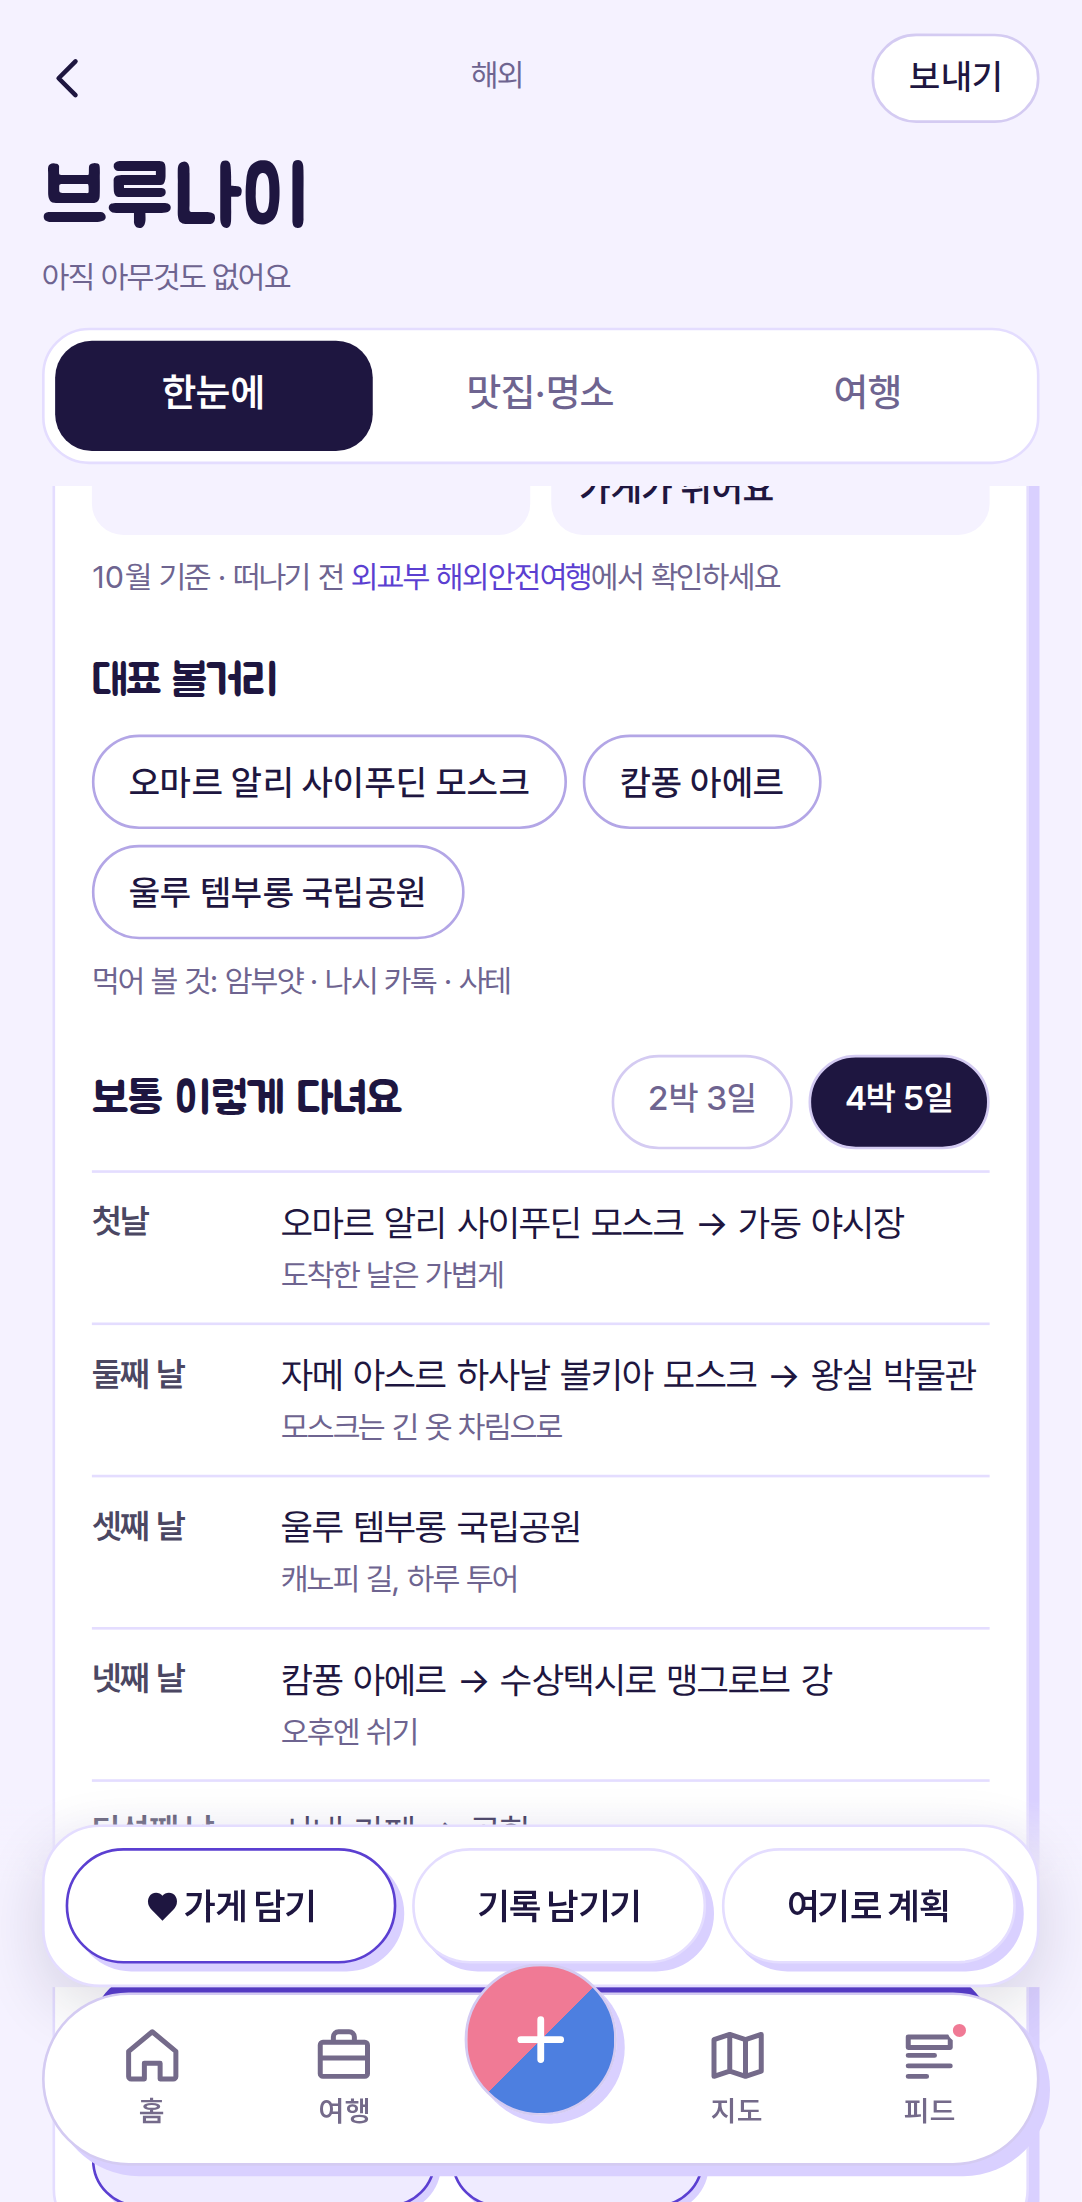 해외
보내기
브루나이
아직 아무것도 없어요
한눈에
맛집·명소
여행
가게가 쉬어요
10월 기준 · 떠나기 전 외교부 해외안전여행에서 확인하세요
대표 볼거리
오마르 알리 사이푸딘 모스크
캄퐁 아에르
울루 템부롱 국립공원
먹어 볼 것: 암부얏 · 나시 카톡 · 사테
보통 이렇게 다녀요
2박 3일
4박 5일
첫날
오마르 알리 사이푸딘 모스크 → 가동 야시장
도착한 날은 가볍게
둘째 날
자메 아스르 하사날 볼키아 모스크 → 왕실 박물관
모스크는 긴 옷 차림으로
셋째 날
울루 템부롱 국립공원
캐노피 길, 하루 투어
넷째 날
캄퐁 아에르 → 수상택시로 맹그로브 강
오후엔 쉬기
다섯째 날
가게 담기
기록 남기기
여기로 계획
홈
여행
지도
피드